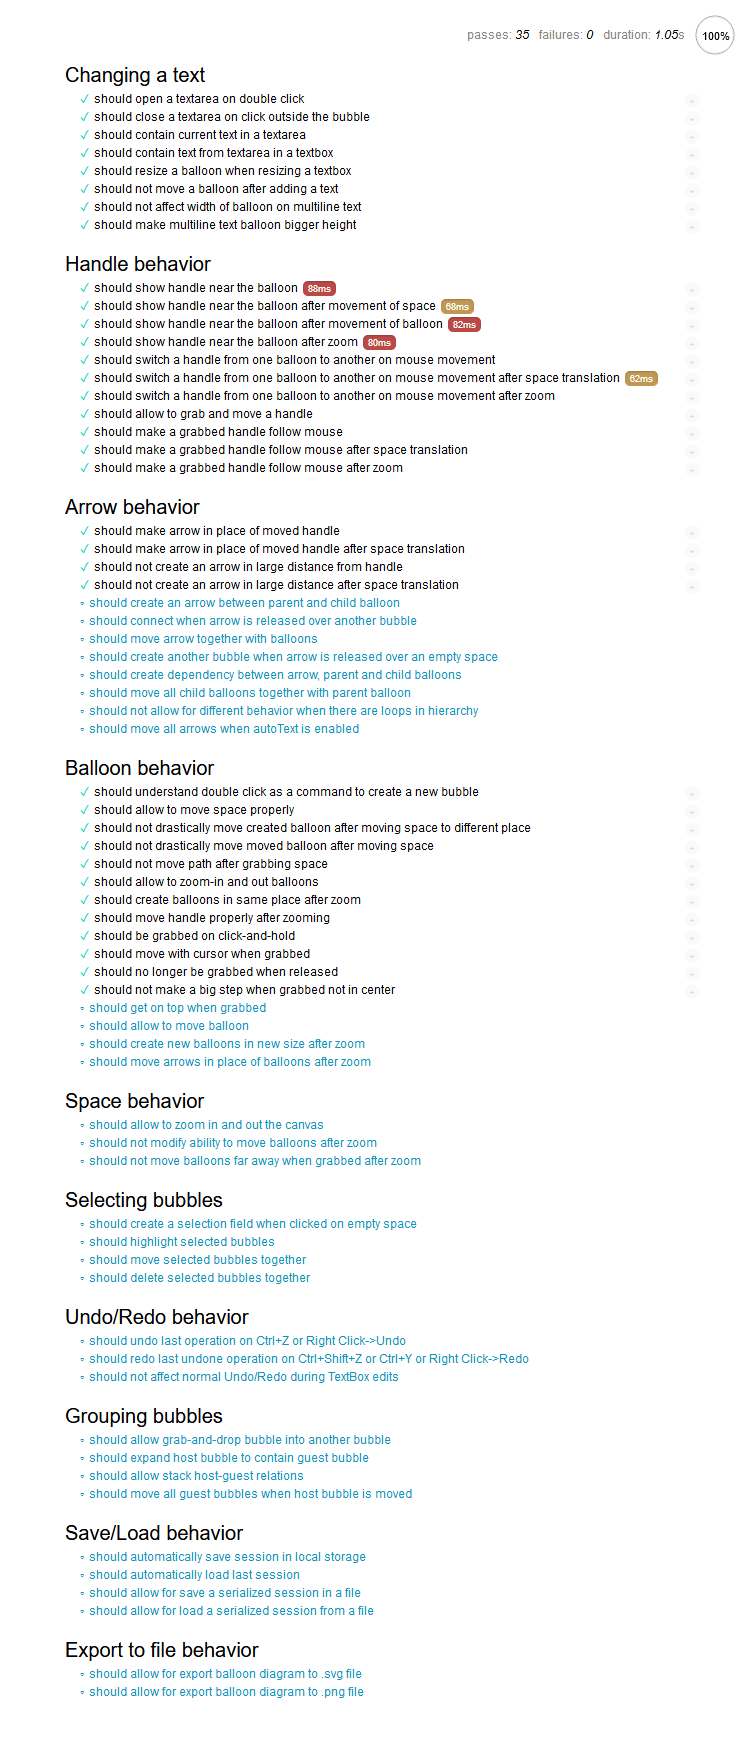 passes: 35 failures: 0 duration: 1.05s 100%
Changing a text
✓ should open a textarea on double click
✓ should close a textarea on click outside the bubble
✓ should contain current text in a textarea
✓ should contain text from textarea in a textbox
✓ should resize a balloon when resizing a textbox
✓ should not move a balloon after adding a text
✓ should not affect width of balloon on multiline text
✓ should make multiline text balloon bigger height
Handle behavior
✓ should show handle near the balloon 88ms
✓ should show handle near the balloon after movement of space 68ms
✓ should show handle near the balloon after movement of balloon 82ms
✓ should show handle near the balloon after zoom 80ms
✓ should switch a handle from one balloon to another on mouse movement
✓ should switch a handle from one balloon to another on mouse movement after space translation 62ms
✓ should switch a handle from one balloon to another on mouse movement after zoom
✓ should allow to grab and move a handle
✓ should make a grabbed handle follow mouse
✓ should make a grabbed handle follow mouse after space translation
✓ should make a grabbed handle follow mouse after zoom
Arrow behavior
✓ should make arrow in place of moved handle
✓ should make arrow in place of moved handle after space translation
✓ should not create an arrow in large distance from handle
✓ should not create an arrow in large distance after space translation
should create an arrow between parent and child balloon
should connect when arrow is released over another bubble
should move arrow together with balloons
should create another bubble when arrow is released over an empty space
should create dependency between arrow, parent and child balloons
should move all child balloons together with parent balloon
should not allow for different behavior when there are loops in hierarchy
should move all arrows when autoText is enabled
Balloon behavior
✓ should understand double click as a command to create a new bubble
✓ should allow to move space properly
✓ should not drastically move created balloon after moving space to different place
✓ should not drastically move moved balloon after moving space
✓ should not move path after grabbing space
✓ should allow to zoom-in and out balloons
✓ should create balloons in same place after zoom
✓ should move handle properly after zooming
✓ should be grabbed on click-and-hold
✓ should move with cursor when grabbed
✓ should no longer be grabbed when released
✓ should not make a big step when grabbed not in center
should get on top when grabbed
should allow to move balloon
should create new balloons in new size after zoom
should move arrows in place of balloons after zoom
Space behavior
should allow to zoom in and out the canvas
should not modify ability to move balloons after zoom
should not move balloons far away when grabbed after zoom
Selecting bubbles
should create a selection field when clicked on empty space
should highlight selected bubbles
should move selected bubbles together
should delete selected bubbles together
Undo/Redo behavior
should undo last operation on Ctrl+Z or Right Click->Undo
should redo last undone operation on Ctrl+Shift+Z or Ctrl+Y or Right Click->Redo
should not affect normal Undo/Redo during TextBox edits
Grouping bubbles
should allow grab-and-drop bubble into another bubble
should expand host bubble to contain guest bubble
should allow stack host-guest relations
should move all guest bubbles when host bubble is moved
Save/Load behavior
should automatically save session in local storage
should automatically load last session
should allow for save a serialized session in a file
should allow for load a serialized session from a file
Export to file behavior
should allow for export balloon diagram to .svg file
should allow for export balloon diagram to .png file